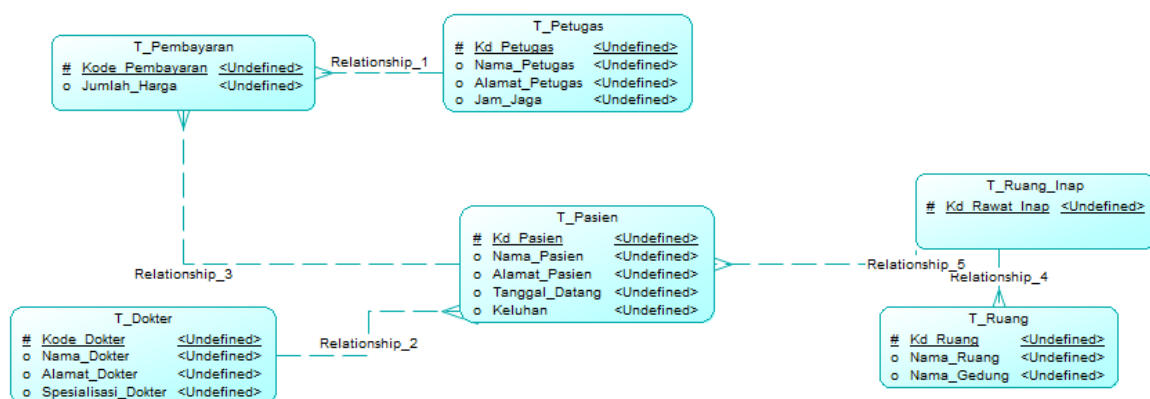 T_Pembayaran
# Kode_Pembayaran <Undefined>
o Jumlah_Harga <Undefined>
Relationship_1
T_Petugas
# Kd_Petugas <Undefined>
o Nama_Petugas <Undefined>
o Alamat_Petugas <Undefined>
o Jam_Jaga <Undefined>
T_Ruang_Inap
# Kd_Rawat_Inap <Undefined>
T_Pasien
# Kd_Pasien <Undefined>
o Nama_Pasien <Undefined>
o Alamat_Pasien <Undefined>
o Tanggal_Datang <Undefined>
o Keluhan <Undefined>
Relationship_3
Relationship_5
Relationship_4
T_Dokter
# Kode_Dokter <Undefined>
o Nama_Dokter <Undefined>
o Alamat_Dokter <Undefined>
o Spesialisasi_Dokter <Undefined>
Relationship_2
T_Ruang
# Kd_Ruang <Undefined>
o Nama_Ruang <Undefined>
o Nama_Gedung <Undefined>